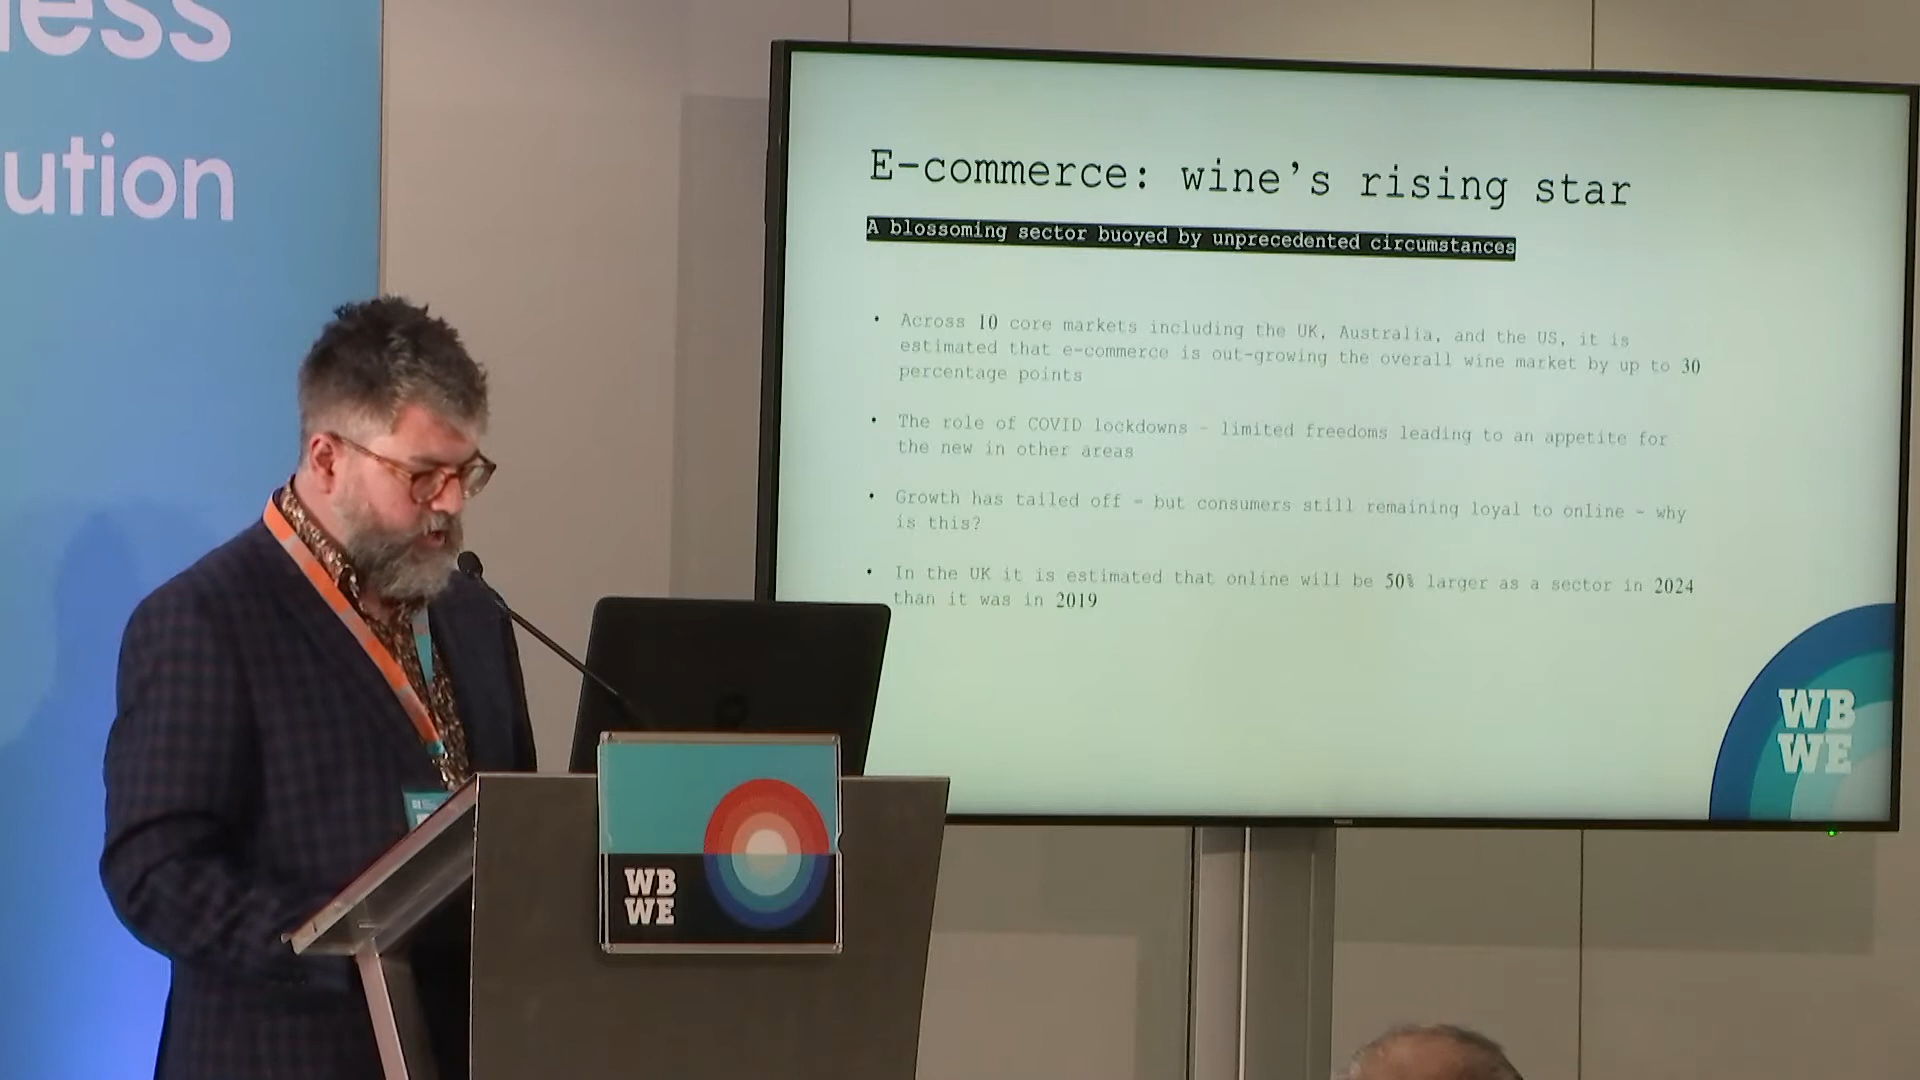 ess
ution
E-commerce: wine's rising star
A blossoming sector buoyed by unprecedented circumstances
• Across 10 core markets including the UK, Australia, and the US, it is
estimated that e-commerce is out-growing the overall wine market by up to 30
percentage points
• The role of COVID lockdowns - limited freedoms leading to an appetite for
the new in other areas
• Growth has tailed off - but consumers still remaining loyal to online - why
is this?
• In the UK it is estimated that online will be 50% larger as a sector in 2024
than it was in 2019
WB
WE
WB
WE